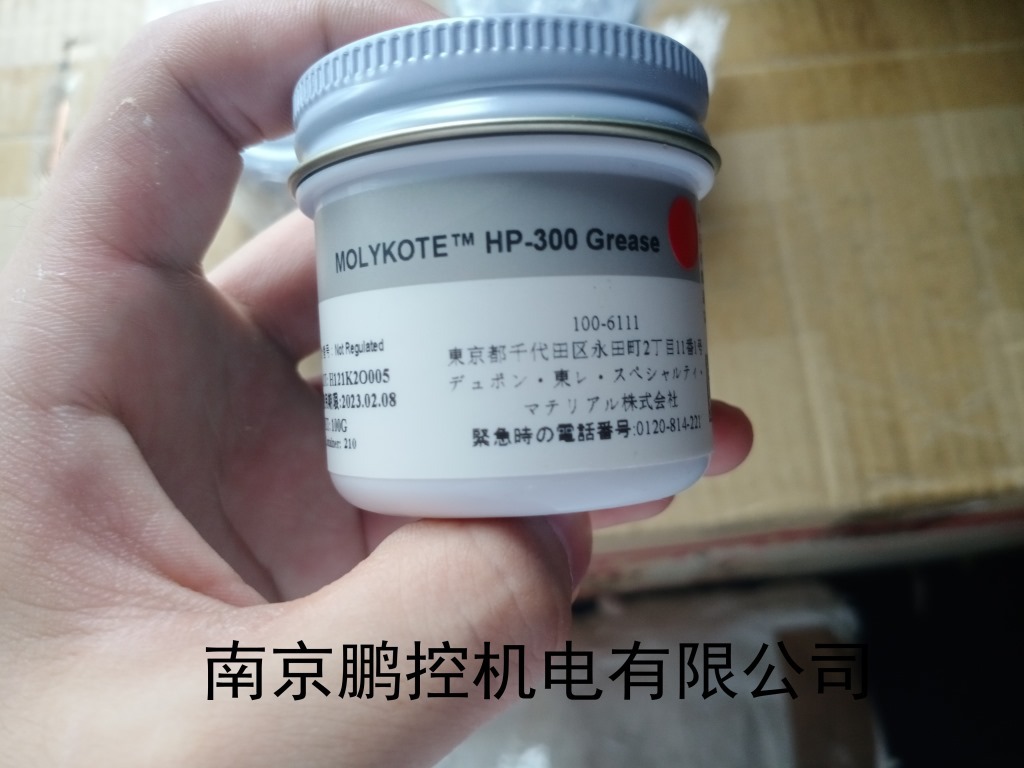 MOLYKOTE™ HP-300 Grease
Not Regulated
H121K2O005
期限:2023.02.08
100G
210
100-6111
東京都千代田区永田町2丁目11番1号
デュポン・東レ・スペシャルティ・
マテリアル株式会社
緊急時の電話番号:0120-814-221
南京鹏控机电有限公司